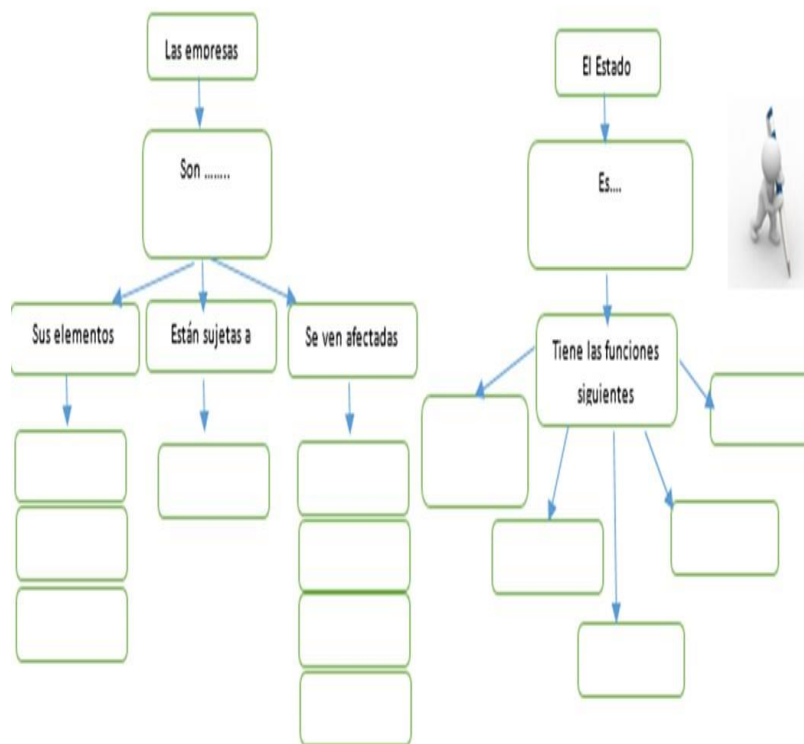 Las emoresas
El Estado
Son ........
Es....
Sus elementos
Están sujetas a
Se ven afectadas
Tiene las funciones
siguientes